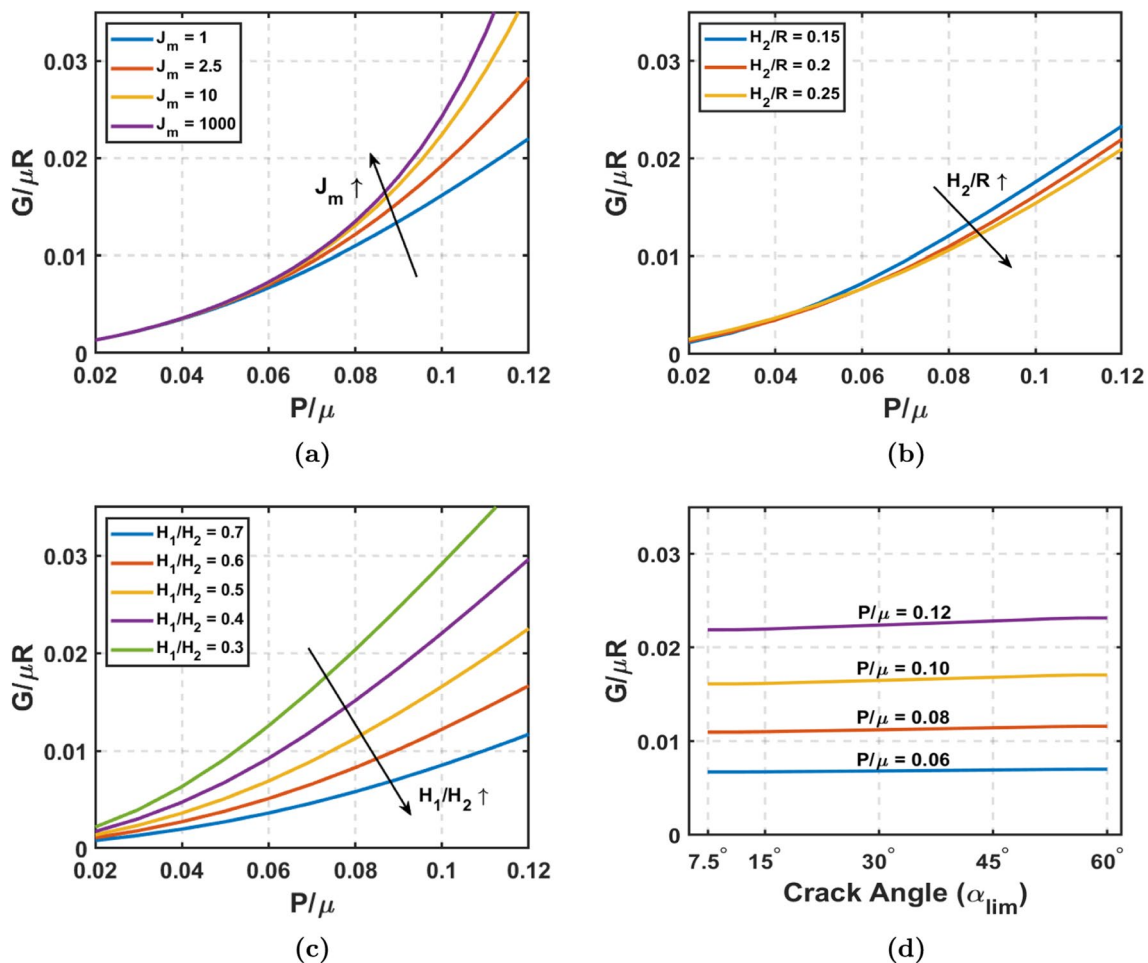 J_m = 1
J_m = 2.5
J_m = 10
J_m = 1000
J_m ↑
G/μR
0.03
0.02
0.01
0
0.02 0.04 0.06 0.08 0.1 0.12
P/μ
(a)
H_2/R = 0.15
H_2/R = 0.2
H_2/R = 0.25
H_2/R ↑
G/μR
0.03
0.02
0.01
0
0.02 0.04 0.06 0.08 0.1 0.12
P/μ
(b)
H_1/H_2 = 0.7
H_1/H_2 = 0.6
H_1/H_2 = 0.5
H_1/H_2 = 0.4
H_1/H_2 = 0.3
H_1/H_2 ↑
G/μR
0.03
0.02
0.01
0
0.02 0.04 0.06 0.08 0.1 0.12
P/μ
(c)
P/μ = 0.12
P/μ = 0.10
P/μ = 0.08
P/μ = 0.06
G/μR
0.03
0.02
0.01
0
7.5° 15° 30° 45° 60°
Crack Angle (α_lim)
(d)